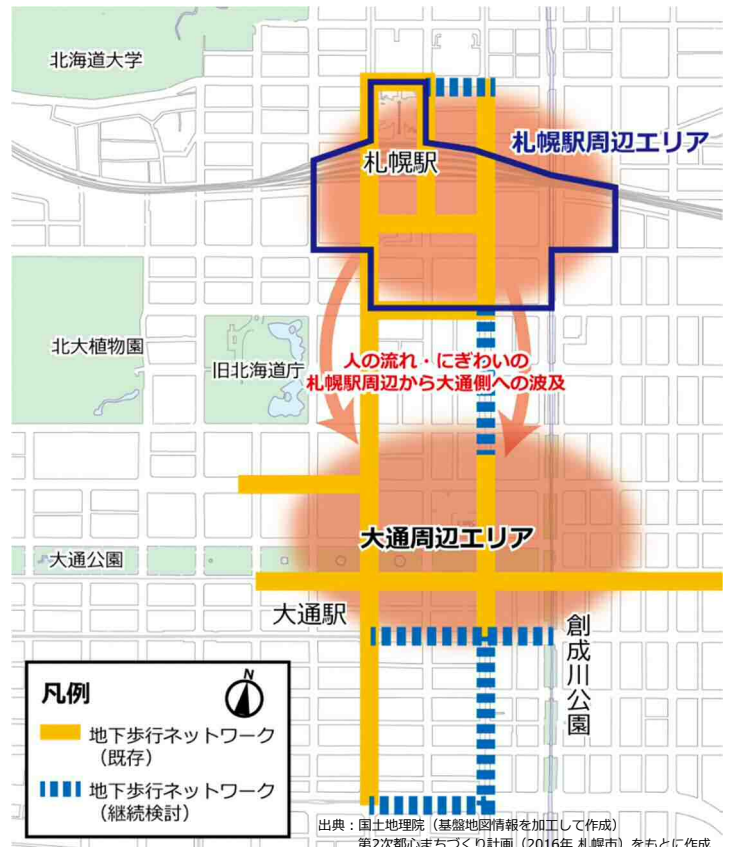 北海道大学
札幌駅周辺エリア
札幌駅
北大植物園
旧北海道庁
人の流れ・にぎわいの
札幌駅周辺から大通側への波及
大通周辺エリア
大通公園
大通駅
創成川公園
凡例
N
地下歩行ネットワーク
（既存）
地下歩行ネットワーク
（継続検討）
出典：国土地理院（基盤地図情報を加工して作成）
第2次都心まちづくり計画（2016年 札幌市）をもとに作成